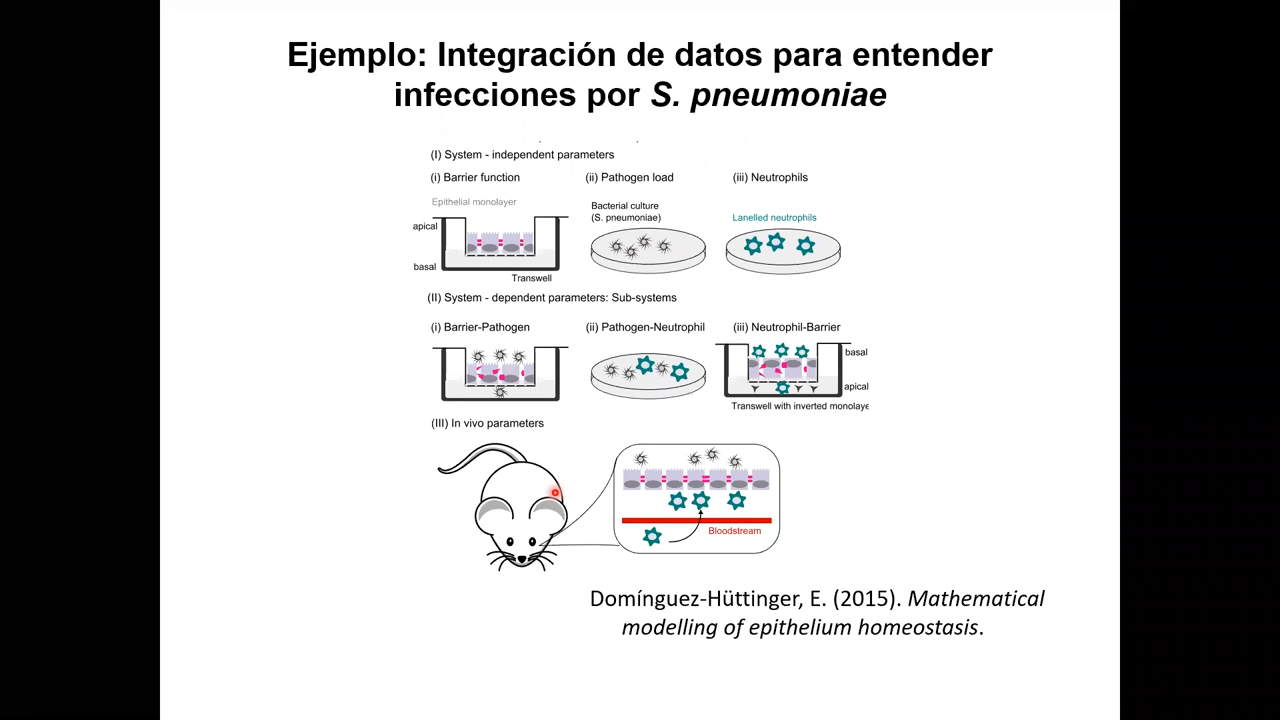 Ejemplo: Integración de datos para entender
infecciones por S. pneumoniae
(I) System - independent parameters
(i) Barrier function (ii) Pathogen load (iii) Neutrophils
Epithelial monolayer
Bacterial culture
(S. pneumoniae)
Lanelled neutrophils
apical
basal
Transwell
(II) System - dependent parameters: Sub-systems
(i) Barrier-Pathogen (ii) Pathogen-Neutrophil (iii) Neutrophil-Barrier
basal
apical
Transwell with inverted monolaye
(III) In vivo parameters
Bloodstream
Domínguez-Hüttinger, E. (2015). Mathematical
modelling of epithelium homeostasis.